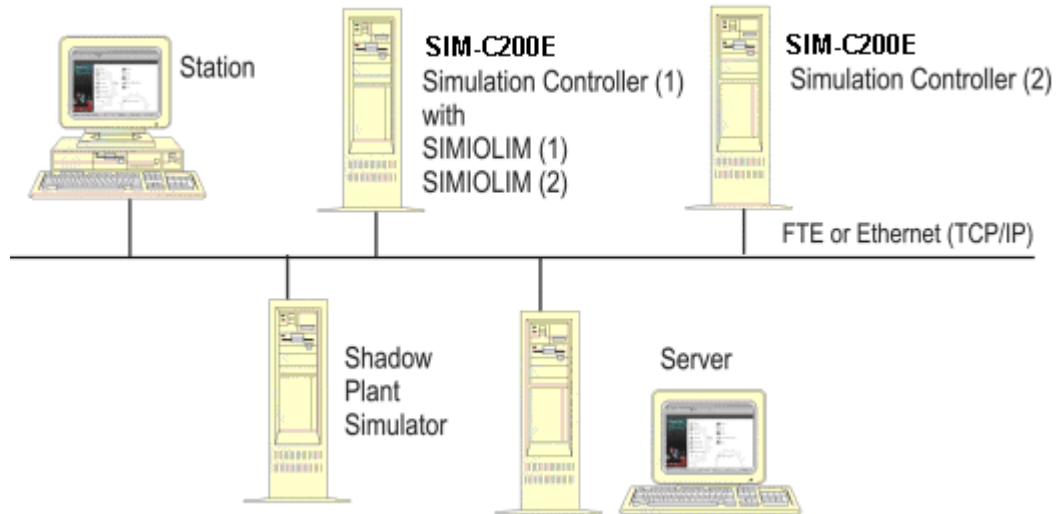 Station
SIM-C200E
Simulation Controller (1)
with
SIMIOLIM (1)
SIMIOLIM (2)
SIM-C200E
Simulation Controller (2)
FTE or Ethernet (TCP/IP)
Shadow
Plant
Simulator
Server